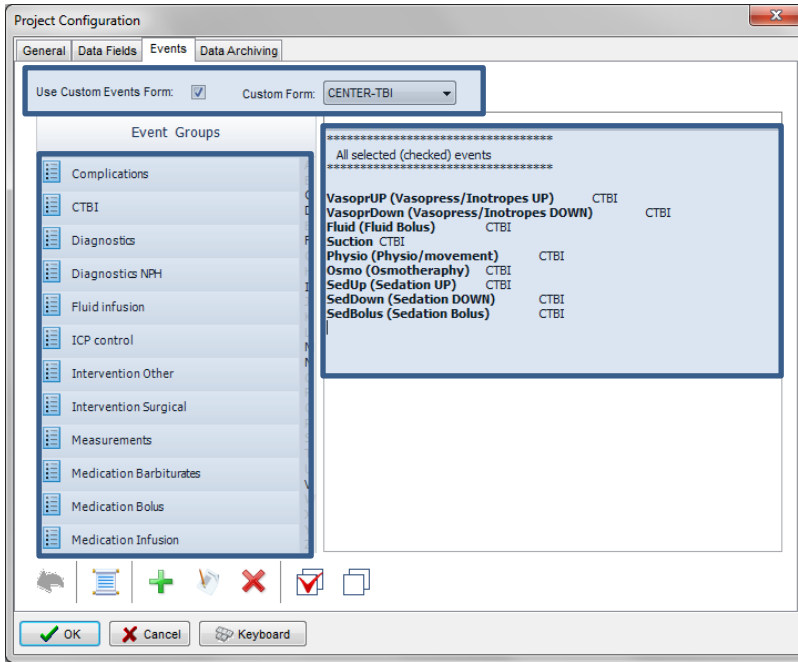 Project Configuration
General Data Fields Events Data Archiving
Use Custom Events Form: Custom Form: CENTER-TBI
Event Groups
Complications
CTBI
Diagnostics
Diagnostics NPH
Fluid infusion
ICP control
Intervention Other
Intervention Surgical
Measurements
Medication Barbiturates
Medication Bolus
Medication Infusion
**********************************
All selected (checked) events
**********************************
VasoprUP (Vasopress/Inotropes UP) CTBI
VasoprDown (Vasopress/Inotropes DOWN) CTBI
Fluid (Fluid Bolus) CTBI
Suction CTBI
Physio (Physio/movement) CTBI
Osmo (Osmotheraphy) CTBI
SedUp (Sedation UP) CTBI
SedDown (Sedation DOWN) CTBI
SedBolus (Sedation Bolus) CTBI
OK Cancel Keyboard